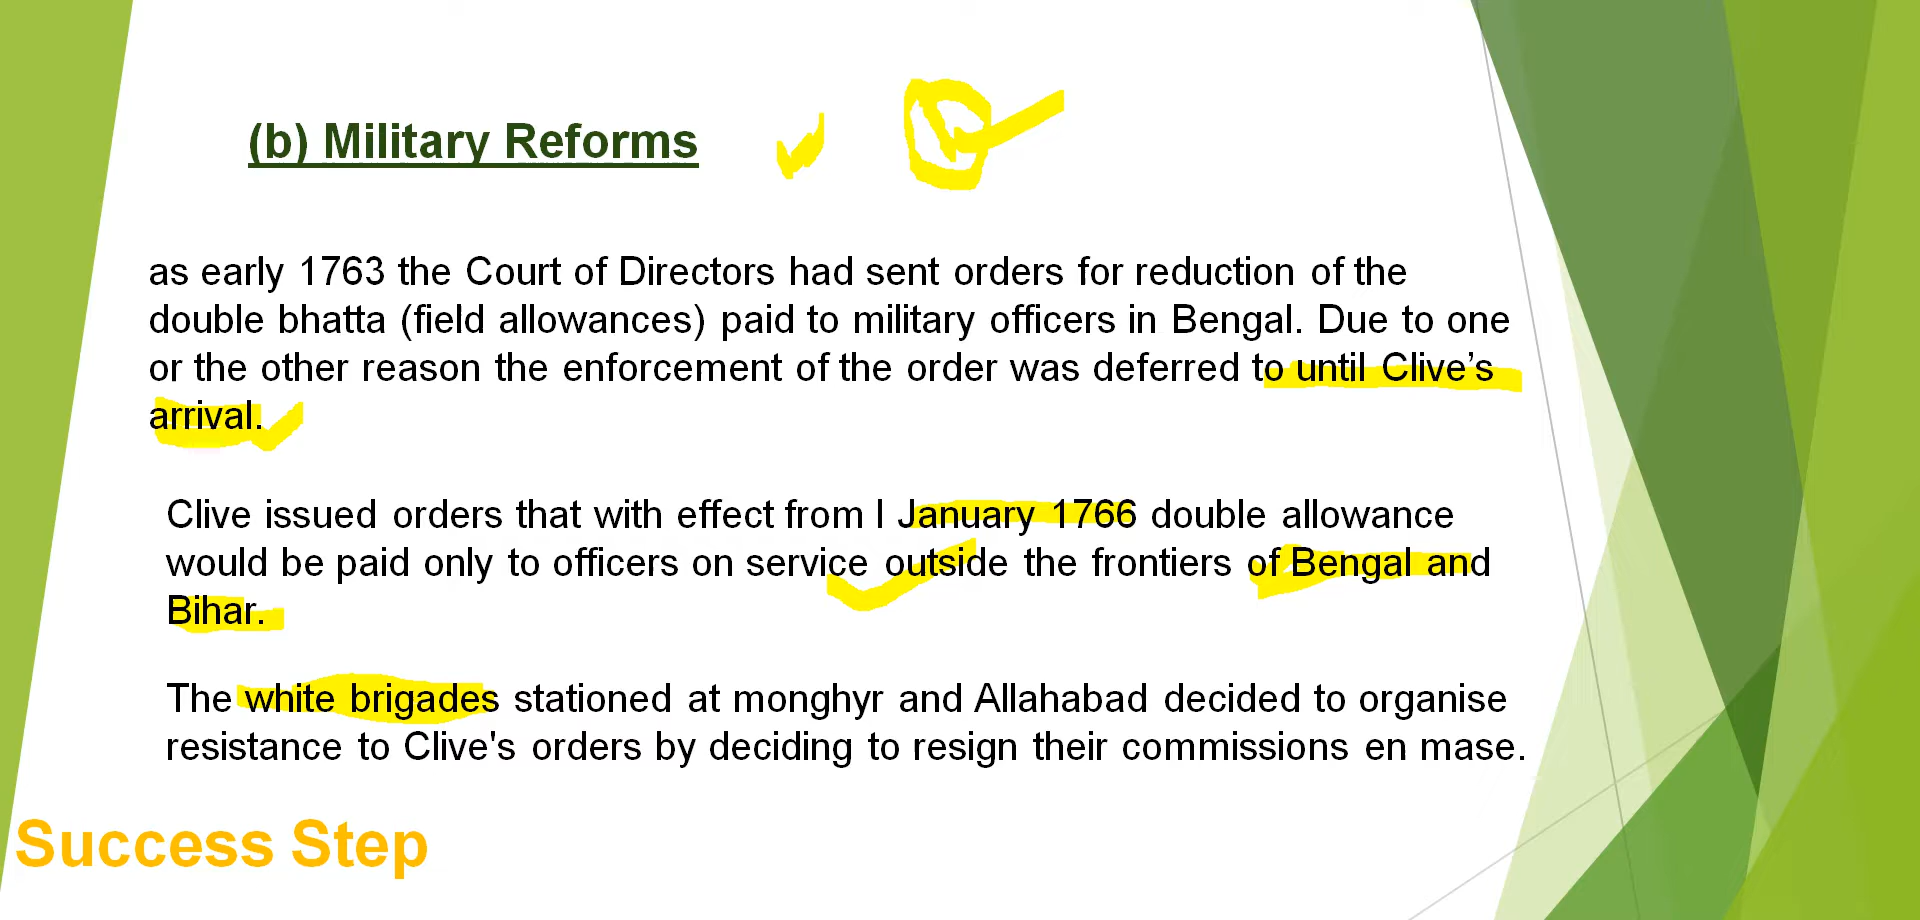 (b) Military Reforms
as early 1763 the Court of Directors had sent orders for reduction of the
double bhatta (field allowances) paid to military officers in Bengal. Due to one
or the other reason the enforcement of the order was deferred to until Clive’s
arrival.
Clive issued orders that with effect from I January 1766 double allowance
would be paid only to officers on service outside the frontiers of Bengal and
Bihar.
The white brigades stationed at monghyr and Allahabad decided to organise
resistance to Clive's orders by deciding to resign their commissions en mase.
Success Step